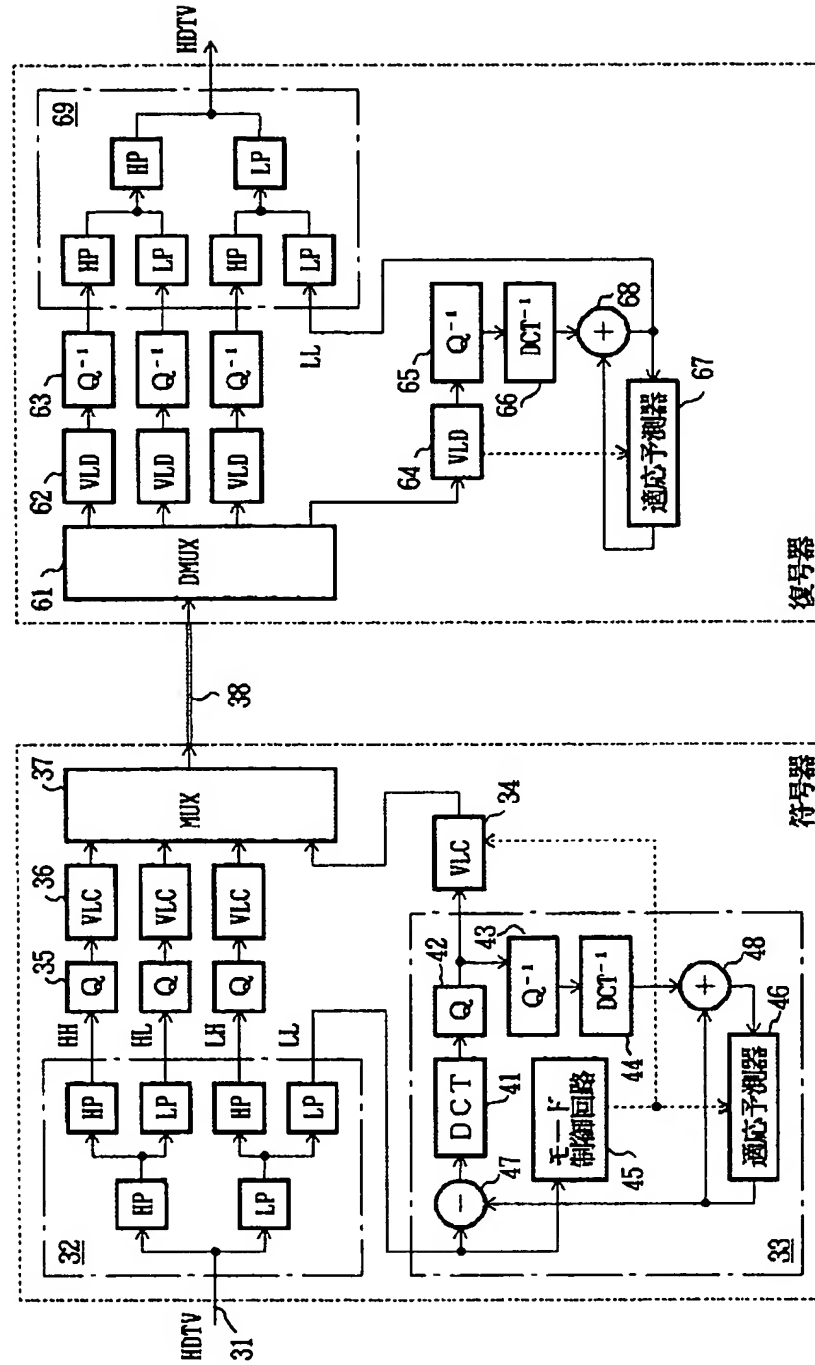 HDTV
31
32
HP
LP
HP
LP
HP
LP
HH
HL
LH
LL
35
Q
Q
Q
36
VLC
VLC
VLC
37
MUX
38
34
VLC
33
47
−
DCT
41
42
Q
43
Q⁻¹
DCT⁻¹
44
モード
制御回路
45
48
+
46
適応予測器
符号器
61
DMUX
62
VLD
VLD
VLD
63
Q⁻¹
Q⁻¹
Q⁻¹
LL
69
HP
LP
HP
LP
HP
LP
HDTV
64
VLD
65
Q⁻¹
DCT⁻¹
66
+
68
適応予測器
67
復号器